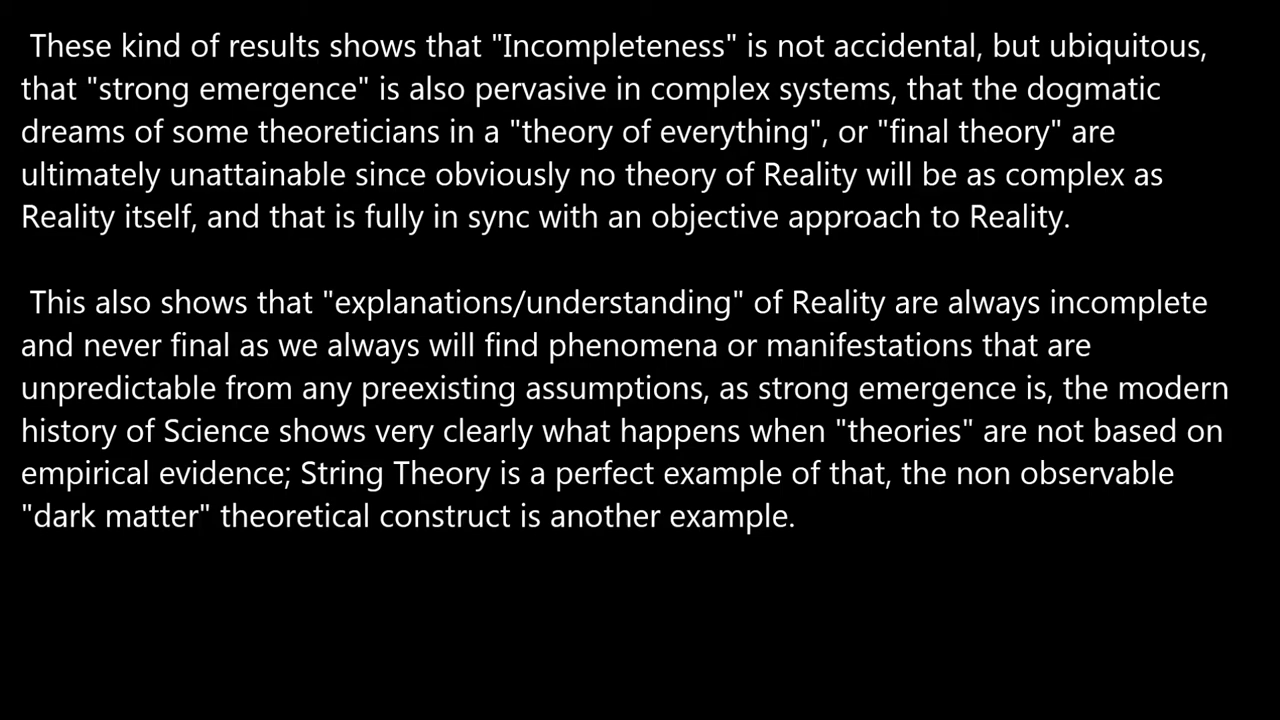 These kind of results shows that "Incompleteness" is not accidental, but ubiquitous,
that "strong emergence" is also pervasive in complex systems, that the dogmatic
dreams of some theoreticians in a "theory of everything", or "final theory" are
ultimately unattainable since obviously no theory of Reality will be as complex as
Reality itself, and that is fully in sync with an objective approach to Reality.
This also shows that "explanations/understanding" of Reality are always incomplete
and never final as we always will find phenomena or manifestations that are
unpredictable from any preexisting assumptions, as strong emergence is, the modern
history of Science shows very clearly what happens when "theories" are not based on
empirical evidence; String Theory is a perfect example of that, the non observable
"dark matter" theoretical construct is another example.